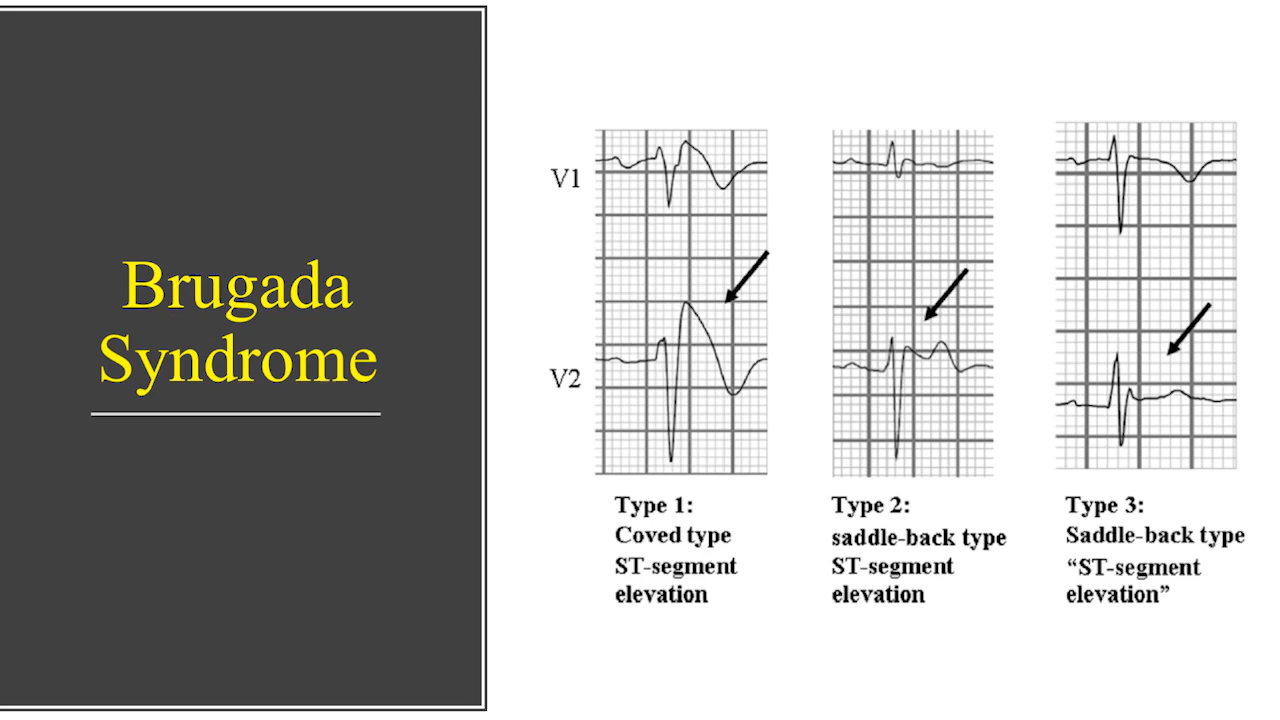 Brugada
Syndrome
V1
V2
Type 1:
Coved type
ST-segment
elevation
Type 2:
saddle-back type
ST-segment
elevation
Type 3:
Saddle-back type
“ST-segment
elevation”